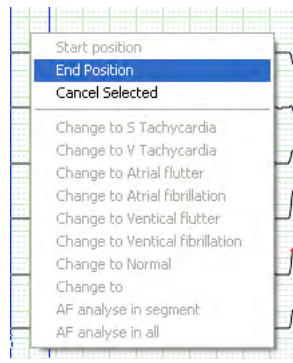 Start position
End Position
Cancel Selected
Change to S Tachycardia
Change to V Tachycardia
Change to Atrial flutter
Change to Atrial fibrillation
Change to Ventical flutter
Change to Ventical fibrillation
Change to Normal
Change to
AF analyse in segment
AF analyse in all